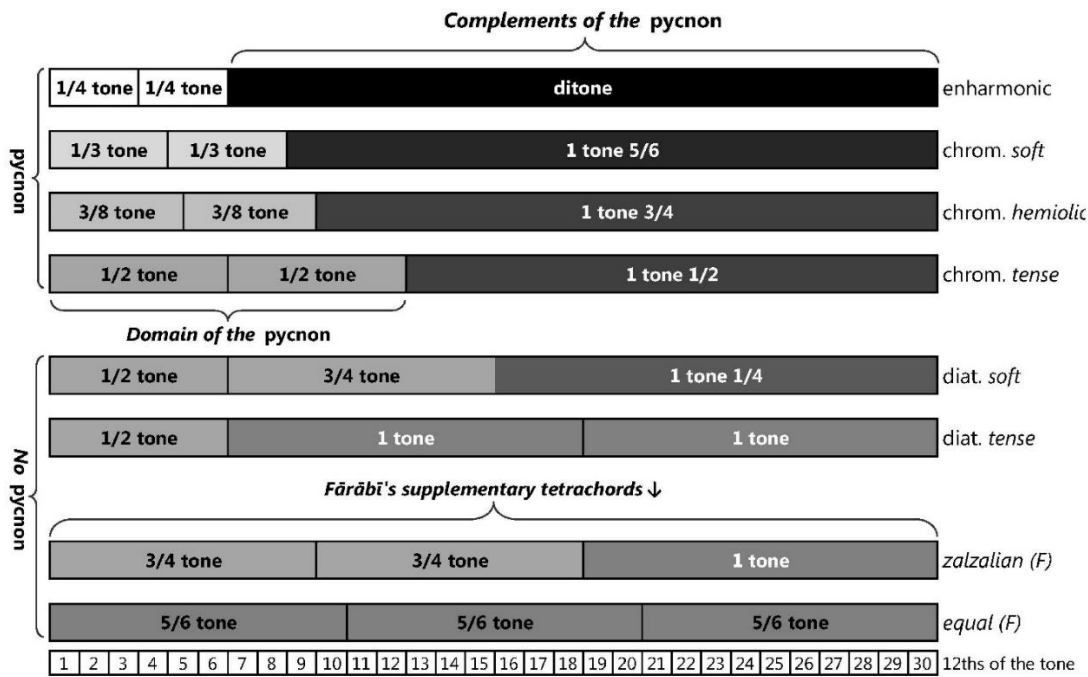 Complements of the pycnon
1/4 tone 1/4 tone ditone enharmonic
1/3 tone 1/3 tone 1 tone 5/6 chrom. soft
pycnon
3/8 tone 3/8 tone 1 tone 3/4 chrom. hemiolic
1/2 tone 1/2 tone 1 tone 1/2 chrom. tense
Domain of the pycnon
1/2 tone 3/4 tone 1 tone 1/4 diat. soft
1/2 tone 1 tone 1 tone diat. tense
No pycnon
Fārābī's supplementary tetrachords ↓
3/4 tone 3/4 tone 1 tone zalzalian (F)
5/6 tone 5/6 tone 5/6 tone equal (F)
1 2 3 4 5 6 7 8 9 10 11 12 13 14 15 16 17 18 19 20 21 22 23 24 25 26 27 28 29 30 12ths of the tone